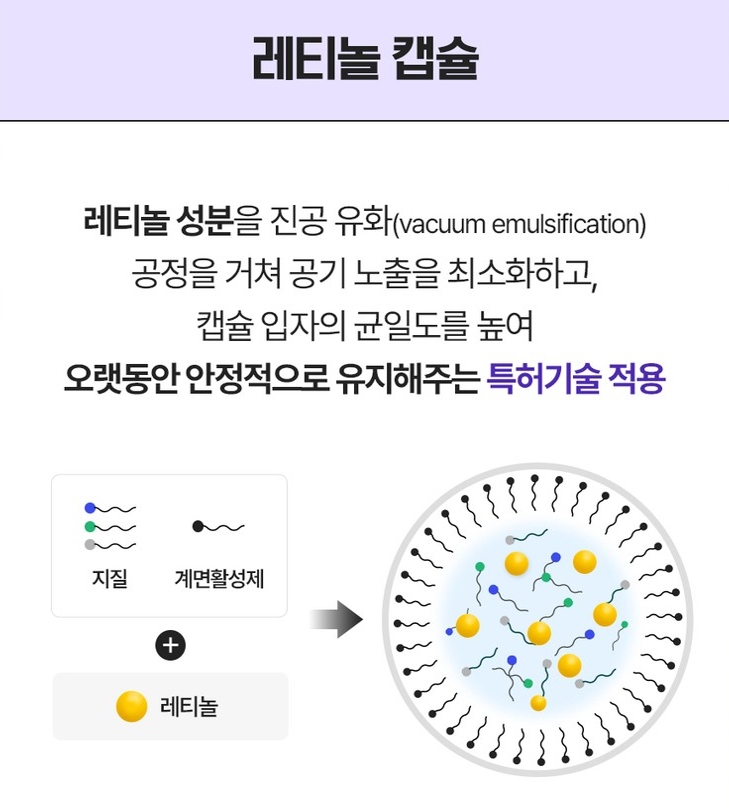 레티놀 캡슐
레티놀 성분을 진공 유화(vacuum emulsification)
공정을 거쳐 공기 노출을 최소화하고,
캡슐 입자의 균일도를 높여
오랫동안 안정적으로 유지해주는 특허기술 적용
지질
계면활성제
+
레티놀